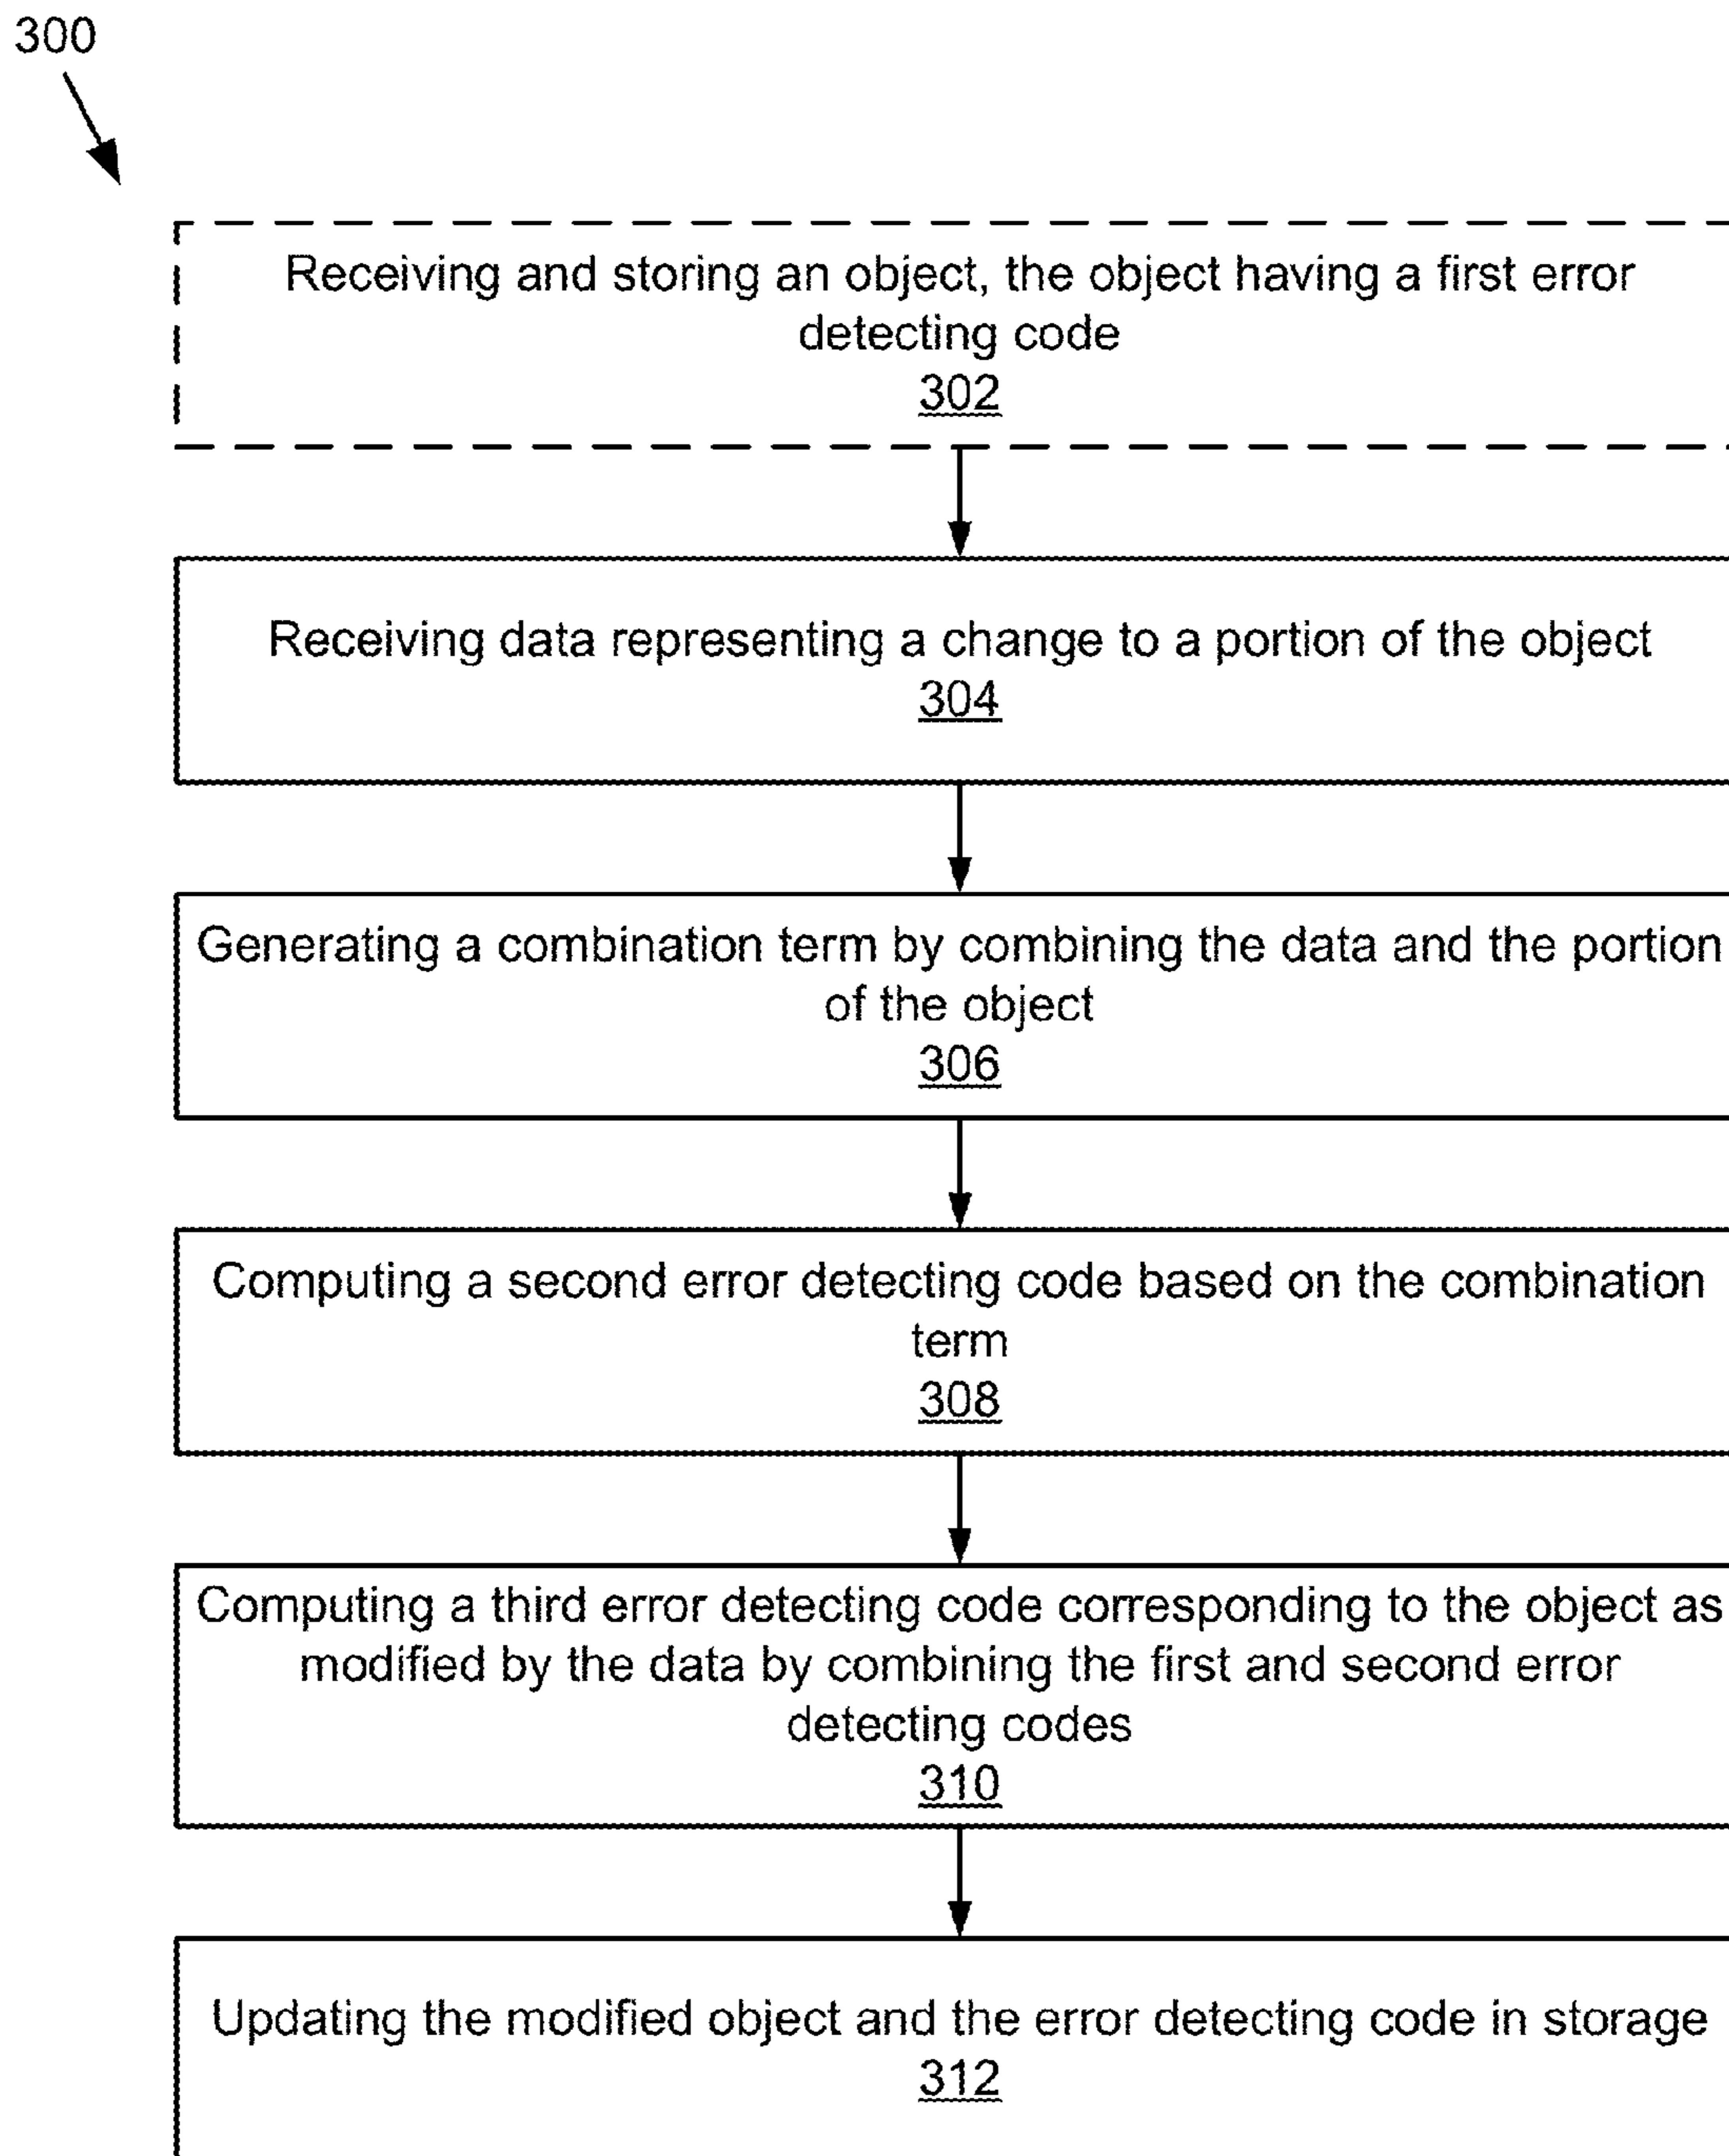 300
Receiving and storing an object, the object having a first error
detecting code
302
Receiving data representing a change to a portion of the object
304
Generating a combination term by combining the data and the portion
of the object
306
Computing a second error detecting code based on the combination
term
308
Computing a third error detecting code corresponding to the object as
modified by the data by combining the first and second error
detecting codes
310
Updating the modified object and the error detecting code in storage
312